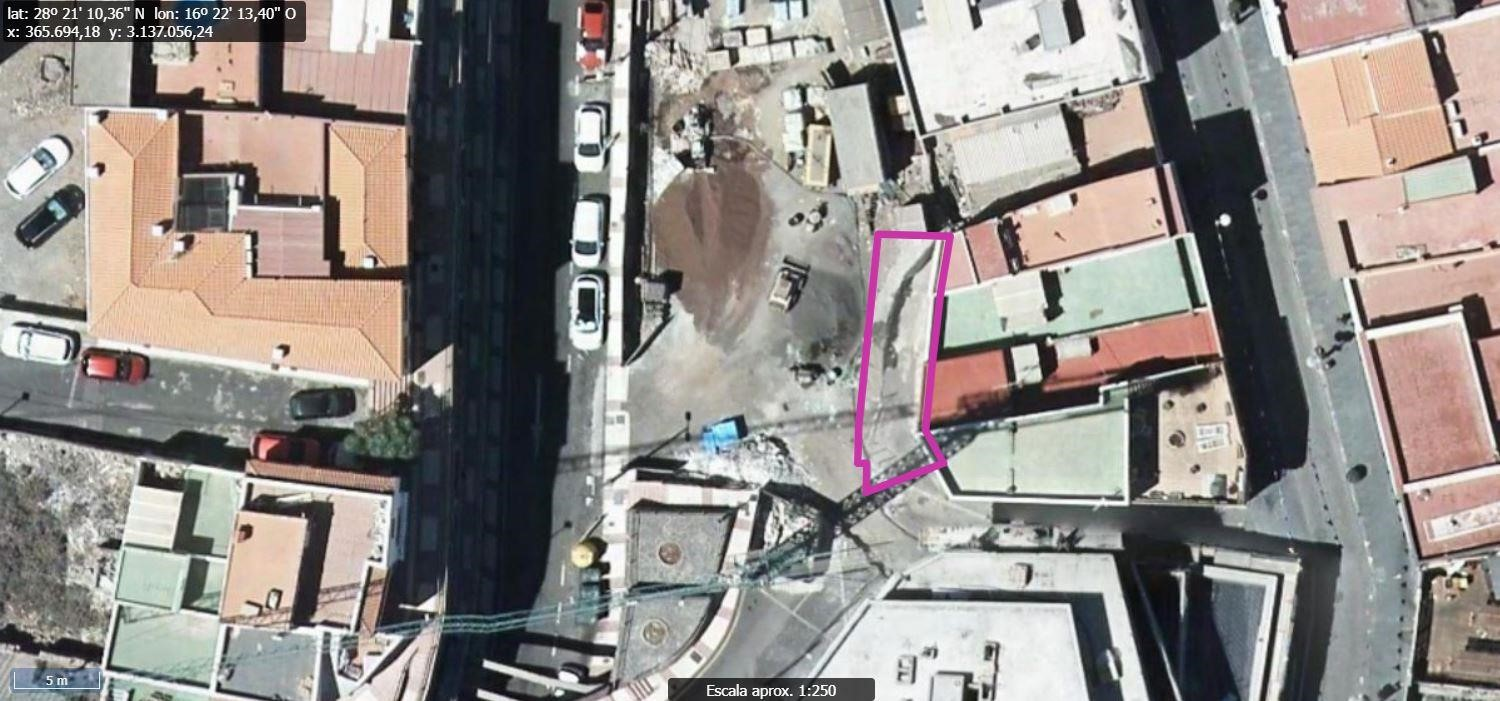 lat: 28º 21' 10,36" N  lon: 16º 22' 13,40" O
x: 365.694,18  y: 3.137.056,24
5 m
Escala aprox. 1:250